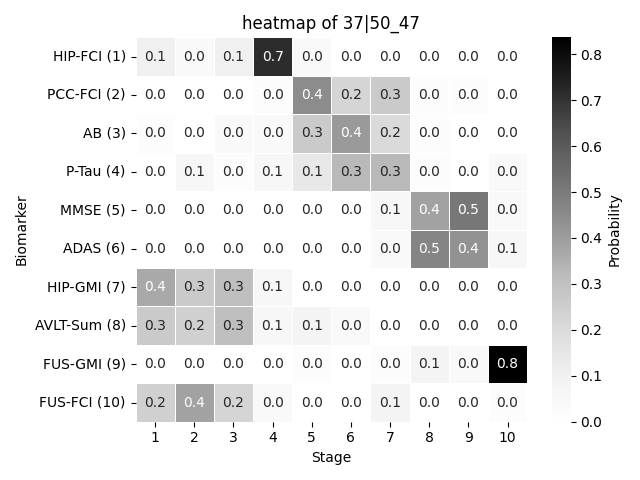 heatmap of 37|50_47
HIP-FCI (1) 0.1 0.0 0.1 0.7 0.0 0.0 0.0 0.0 0.0 0.0
PCC-FCI (2) 0.0 0.0 0.0 0.0 0.4 0.2 0.3 0.0 0.0 0.0
AB (3) 0.0 0.0 0.0 0.0 0.3 0.4 0.2 0.0 0.0 0.0
P-Tau (4) 0.0 0.1 0.0 0.1 0.1 0.3 0.3 0.0 0.0 0.0
MMSE (5) 0.0 0.0 0.0 0.0 0.0 0.0 0.1 0.4 0.5 0.0
ADAS (6) 0.0 0.0 0.0 0.0 0.0 0.0 0.0 0.5 0.4 0.1
HIP-GMI (7) 0.4 0.3 0.3 0.1 0.0 0.0 0.0 0.0 0.0 0.0
AVLT-Sum (8) 0.3 0.2 0.3 0.1 0.1 0.0 0.0 0.0 0.0 0.0
FUS-GMI (9) 0.0 0.0 0.0 0.0 0.0 0.0 0.0 0.1 0.0 0.8
FUS-FCI (10) 0.2 0.4 0.2 0.0 0.0 0.0 0.1 0.0 0.0 0.0
1 2 3 4 5 6 7 8 9 10
Stage
Biomarker
0.8
0.7
0.6
0.5
0.4
0.3
0.2
0.1
0.0
Probability